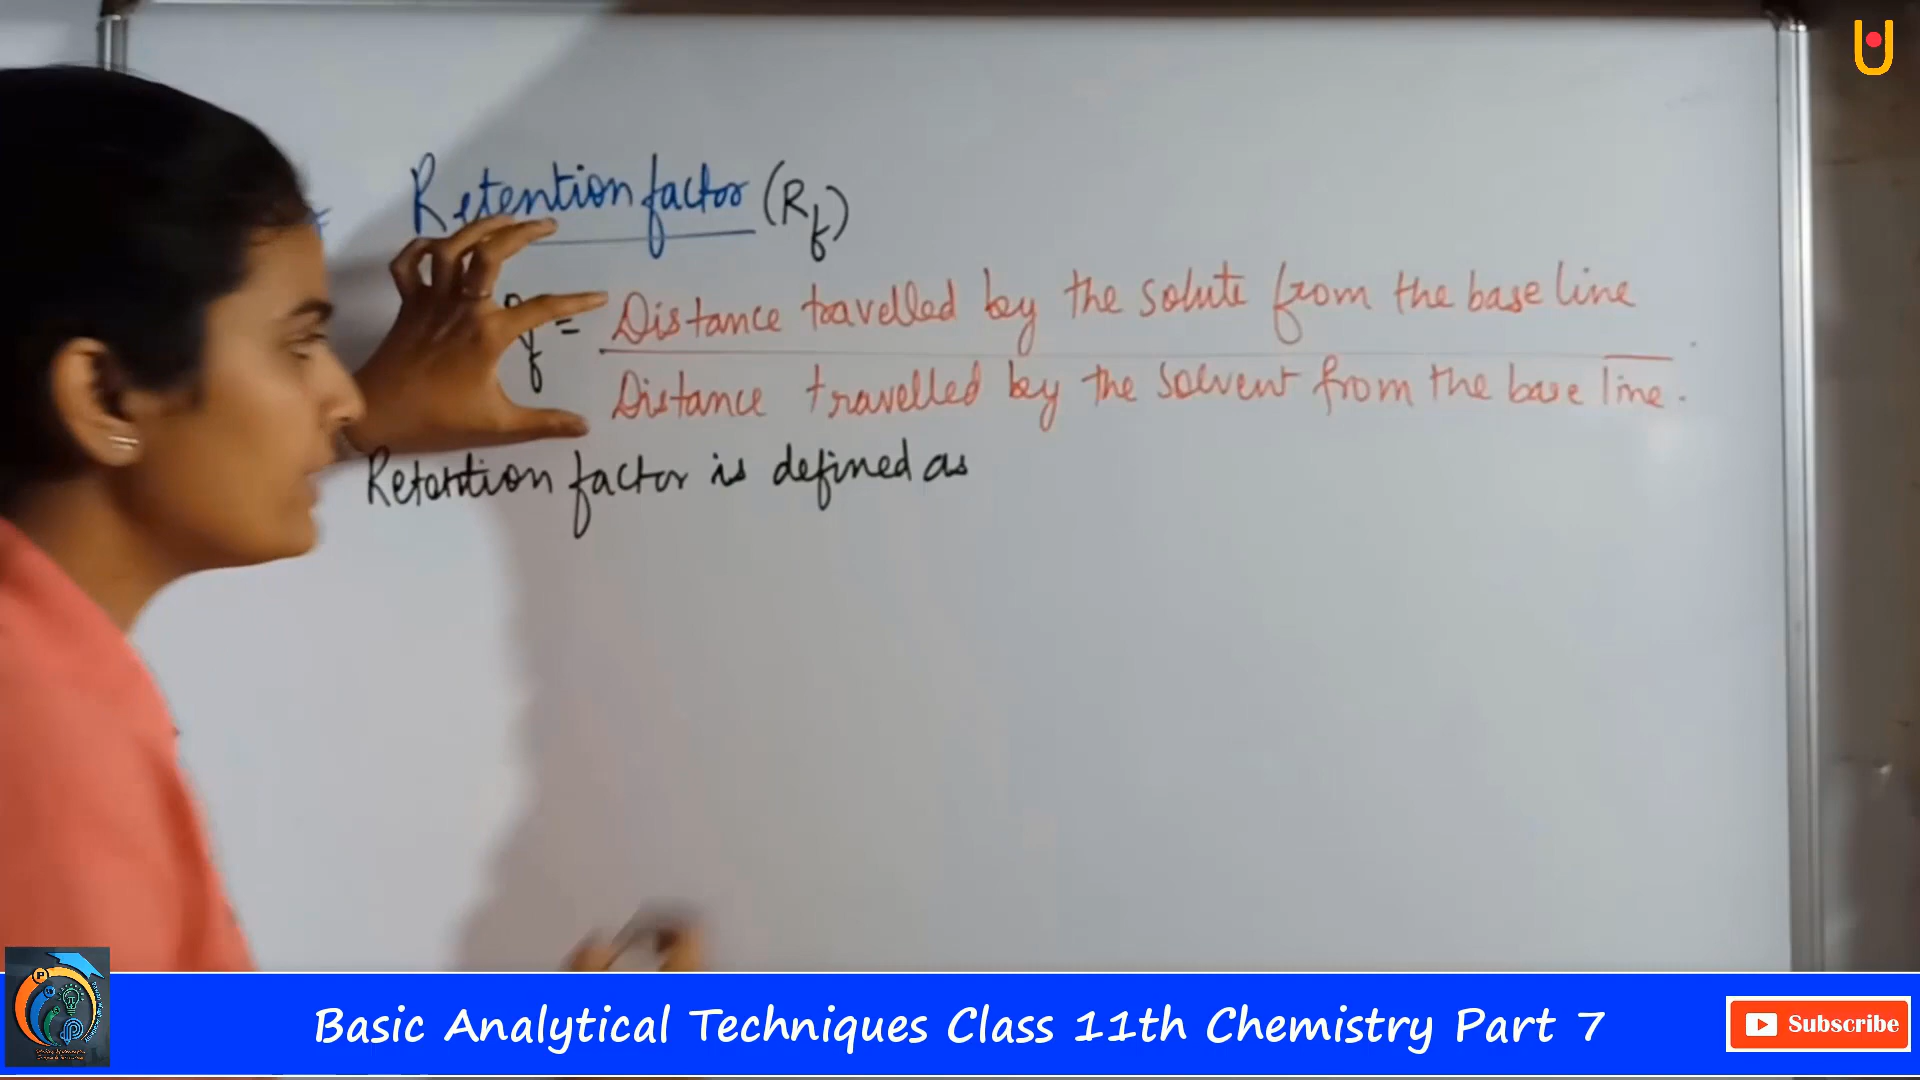 Retention factor (Rf)
Rf = Distance travelled by the solute from the base line
Distance travelled by the solvent from the base line.
Retention factor is defined as
Basic Analytical Techniques Class 11th Chemistry Part 7
Subscribe